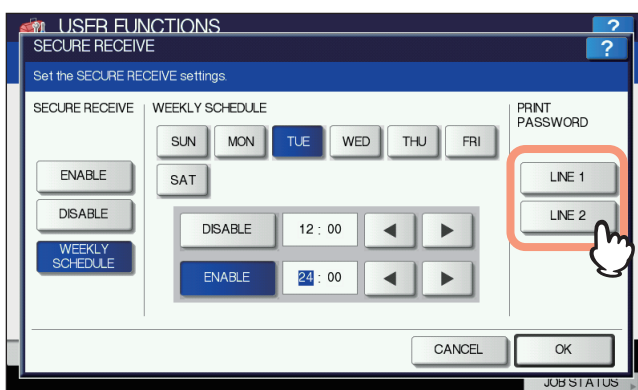 USER FUNCTIONS
?
SECURE RECEIVE
?
Set the SECURE RECEIVE settings.
SECURE RECEIVE
WEEKLY SCHEDULE
PRINT
PASSWORD
SUN
MON
TUE
WED
THU
FRI
SAT
ENABLE
DISABLE
WEEKLY
SCHEDULE
DISABLE
12 : 00
ENABLE
24 : 00
LINE 1
LINE 2
CANCEL
OK
JOB STATUS